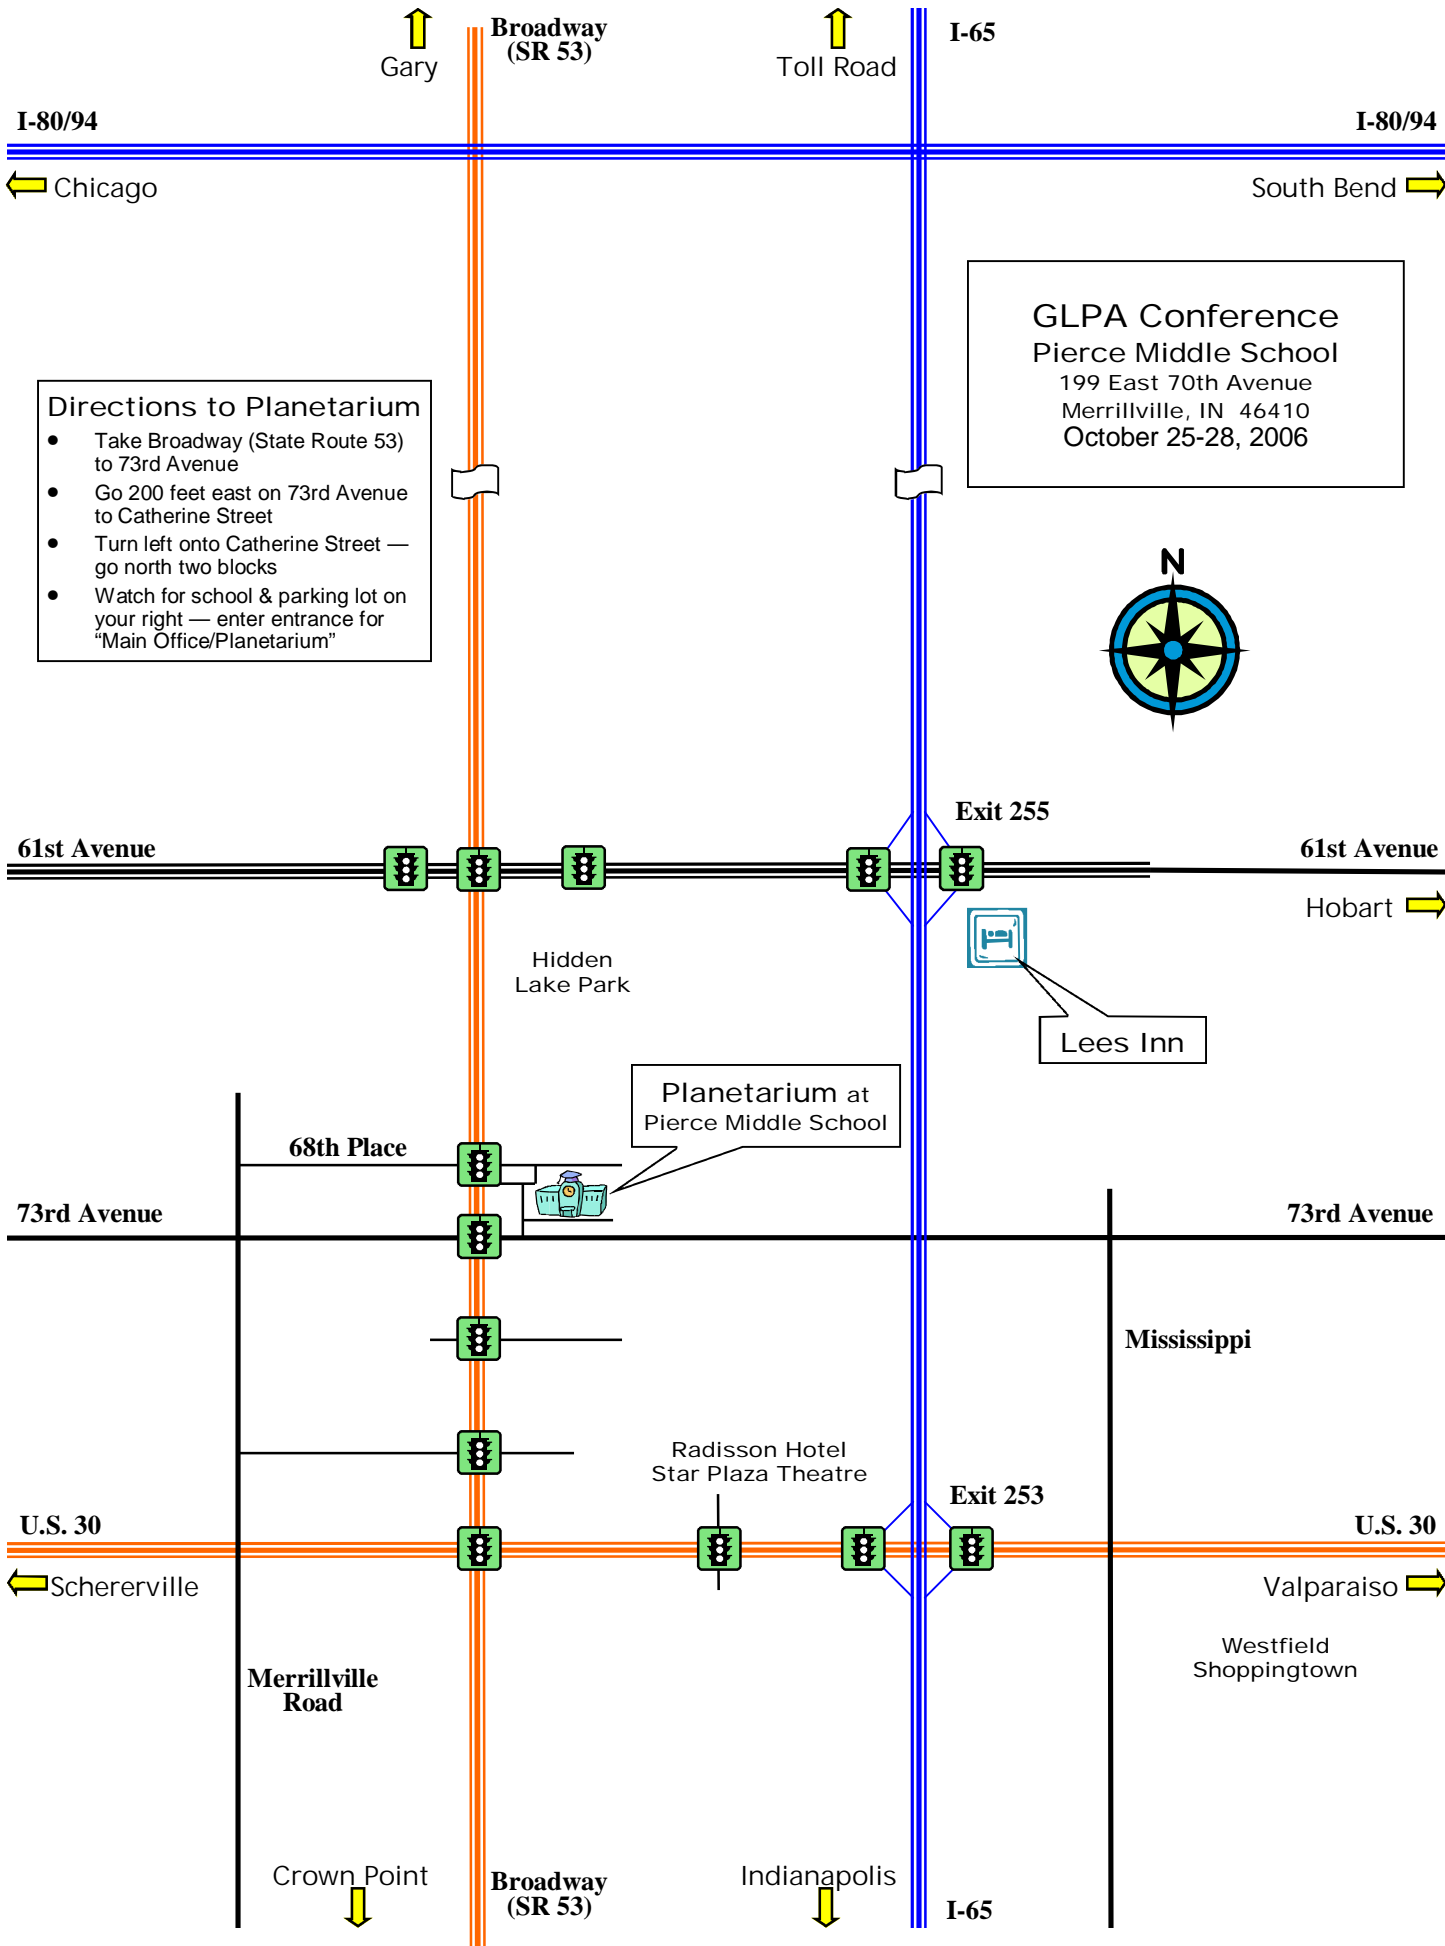 Broadway
(SR 53)
I-65
Gary
Toll Road
I-80/94
I-80/94
Chicago
South Bend
GLPA Conference
Pierce Middle School
199 East 70th Avenue
Merrillville, IN 46410
October 25-28, 2006
Directions to Planetarium
• Take Broadway (State Route 53)
to 73rd Avenue
• Go 200 feet east on 73rd Avenue
to Catherine Street
• Turn left onto Catherine Street —
go north two blocks
• Watch for school & parking lot on
your right — enter entrance for
“Main Office/Planetarium”
N
Exit 255
61st Avenue
61st Avenue
Hobart
Hidden
Lake Park
Lees Inn
Planetarium at
Pierce Middle School
68th Place
73rd Avenue
73rd Avenue
Mississippi
Radisson Hotel
Star Plaza Theatre
Exit 253
U.S. 30
U.S. 30
Schererville
Valparaiso
Westfield
Shoppingtown
Merrillville
Road
Crown Point
Broadway
(SR 53)
Indianapolis
I-65